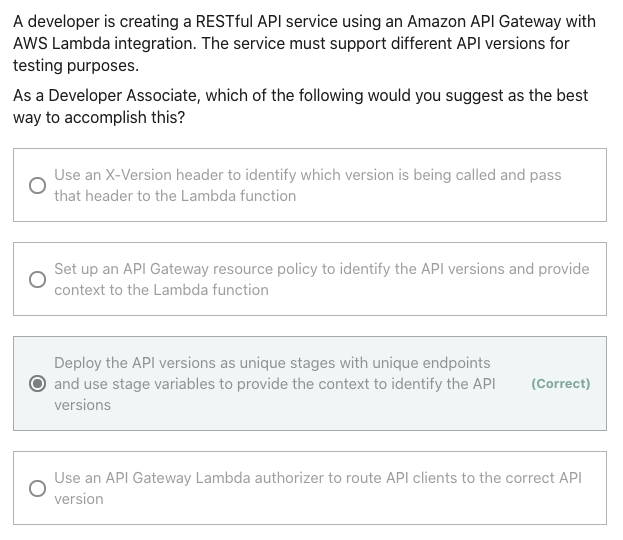 A developer is creating a RESTful API service using an Amazon API Gateway with
AWS Lambda integration. The service must support different API versions for
testing purposes.
As a Developer Associate, which of the following would you suggest as the best
way to accomplish this?
Use an X-Version header to identify which version is being called and pass
that header to the Lambda function
Set up an API Gateway resource policy to identify the API versions and provide
context to the Lambda function
Deploy the API versions as unique stages with unique endpoints
and use stage variables to provide the context to identify the API
versions
(Correct)
Use an API Gateway Lambda authorizer to route API clients to the correct API
version